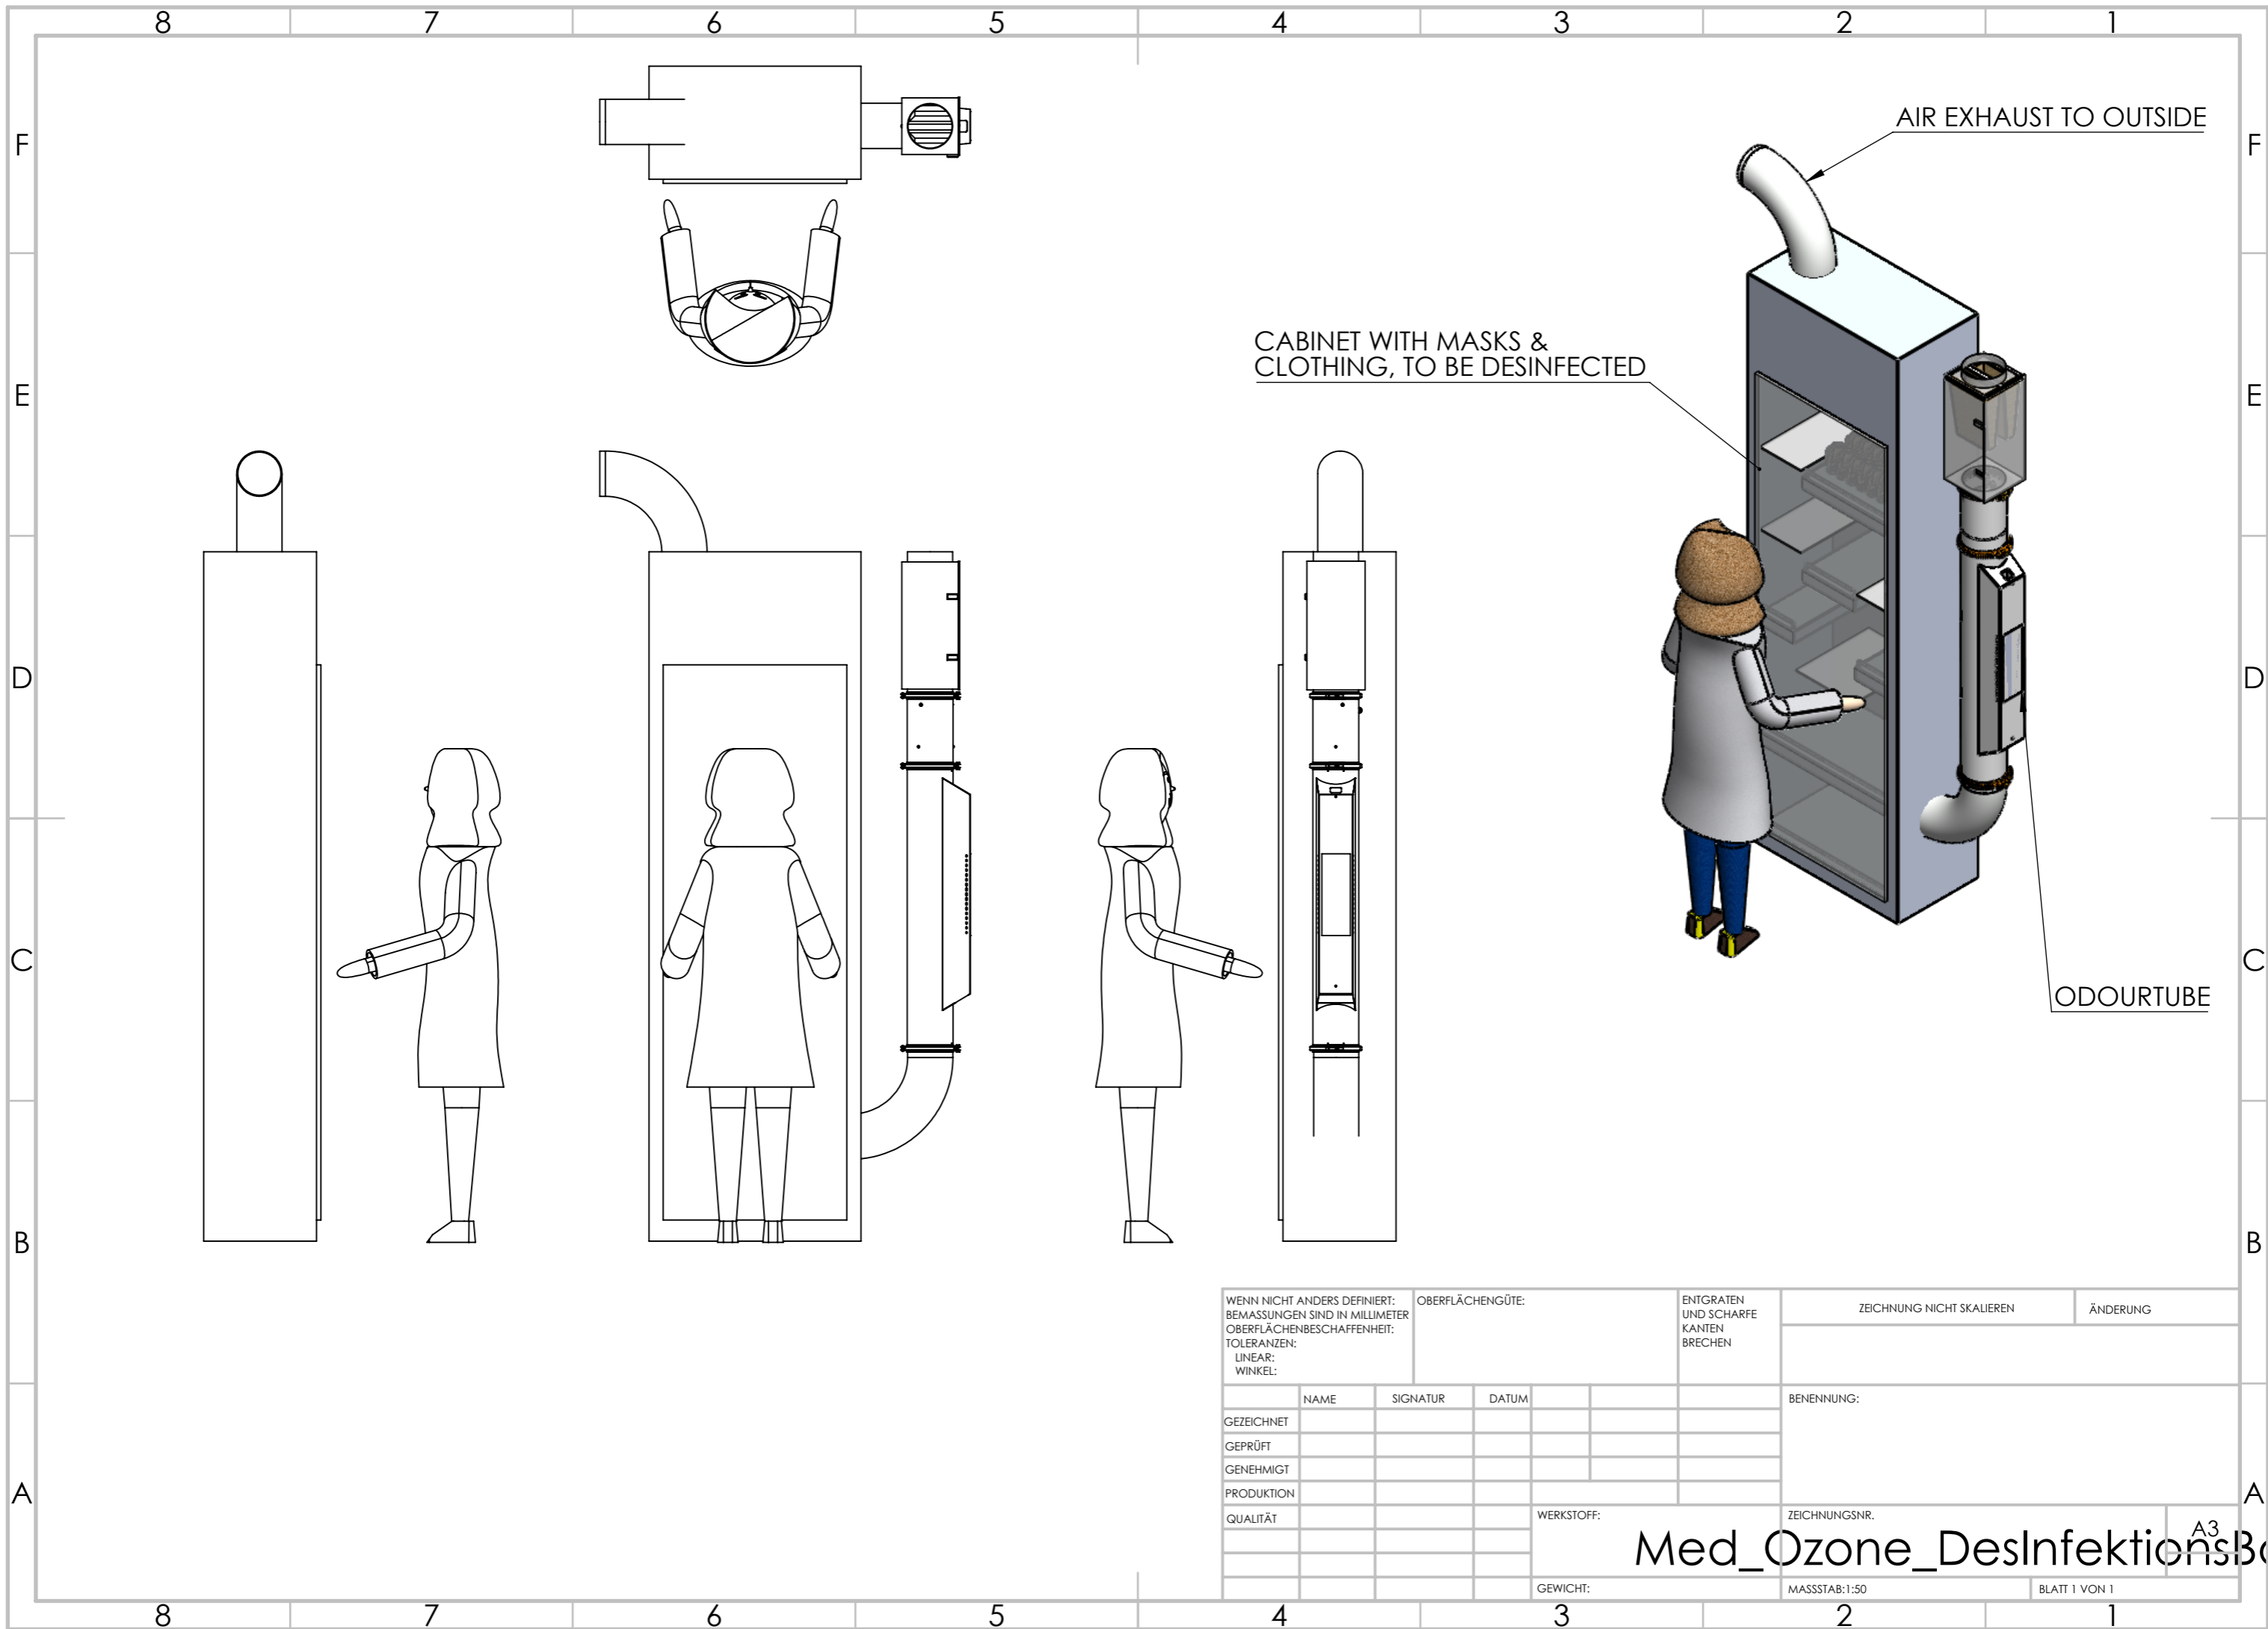 8 7 6 5 4 3 2 1
F F
E E
D D
C C
B B
A A
AIR EXHAUST TO OUTSIDE
CABINET WITH MASKS &
CLOTHING, TO BE DESINFECTED
ODOURTUBE
WENN NICHT ANDERS DEFINIERT:
BEMASSUNGEN SIND IN MILLIMETER
OBERFLÄCHENBESCHAFFENHEIT:
TOLERANZEN:
LINEAR:
WINKEL:
OBERFLÄCHENGÜTE:
ENTGRATEN
UND SCHARFE
KANTEN
BRECHEN
ZEICHNUNG NICHT SKALIEREN
ÄNDERUNG
NAME SIGNATUR DATUM
GEZEICHNET
GEPRÜFT
GENEHMIGT
PRODUKTION
QUALITÄT
BENENNUNG:
WERKSTOFF:
ZEICHNUNGSNR.
Med_Ozone_DesInfektionsBo
A3
GEWICHT:
MASSSTAB:1:50
BLATT 1 VON 1
8 7 6 5 4 3 2 1